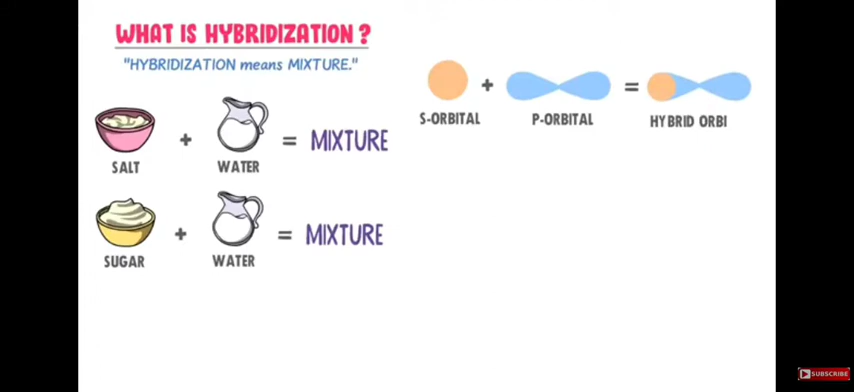 WHAT IS HYBRIDIZATION?
"HYBRIDIZATION means MIXTURE."
SALT + WATER = MIXTURE
SUGAR + WATER = MIXTURE
+ =
S-ORBITAL P-ORBITAL HYBRID ORBI
SUBSCRIBE